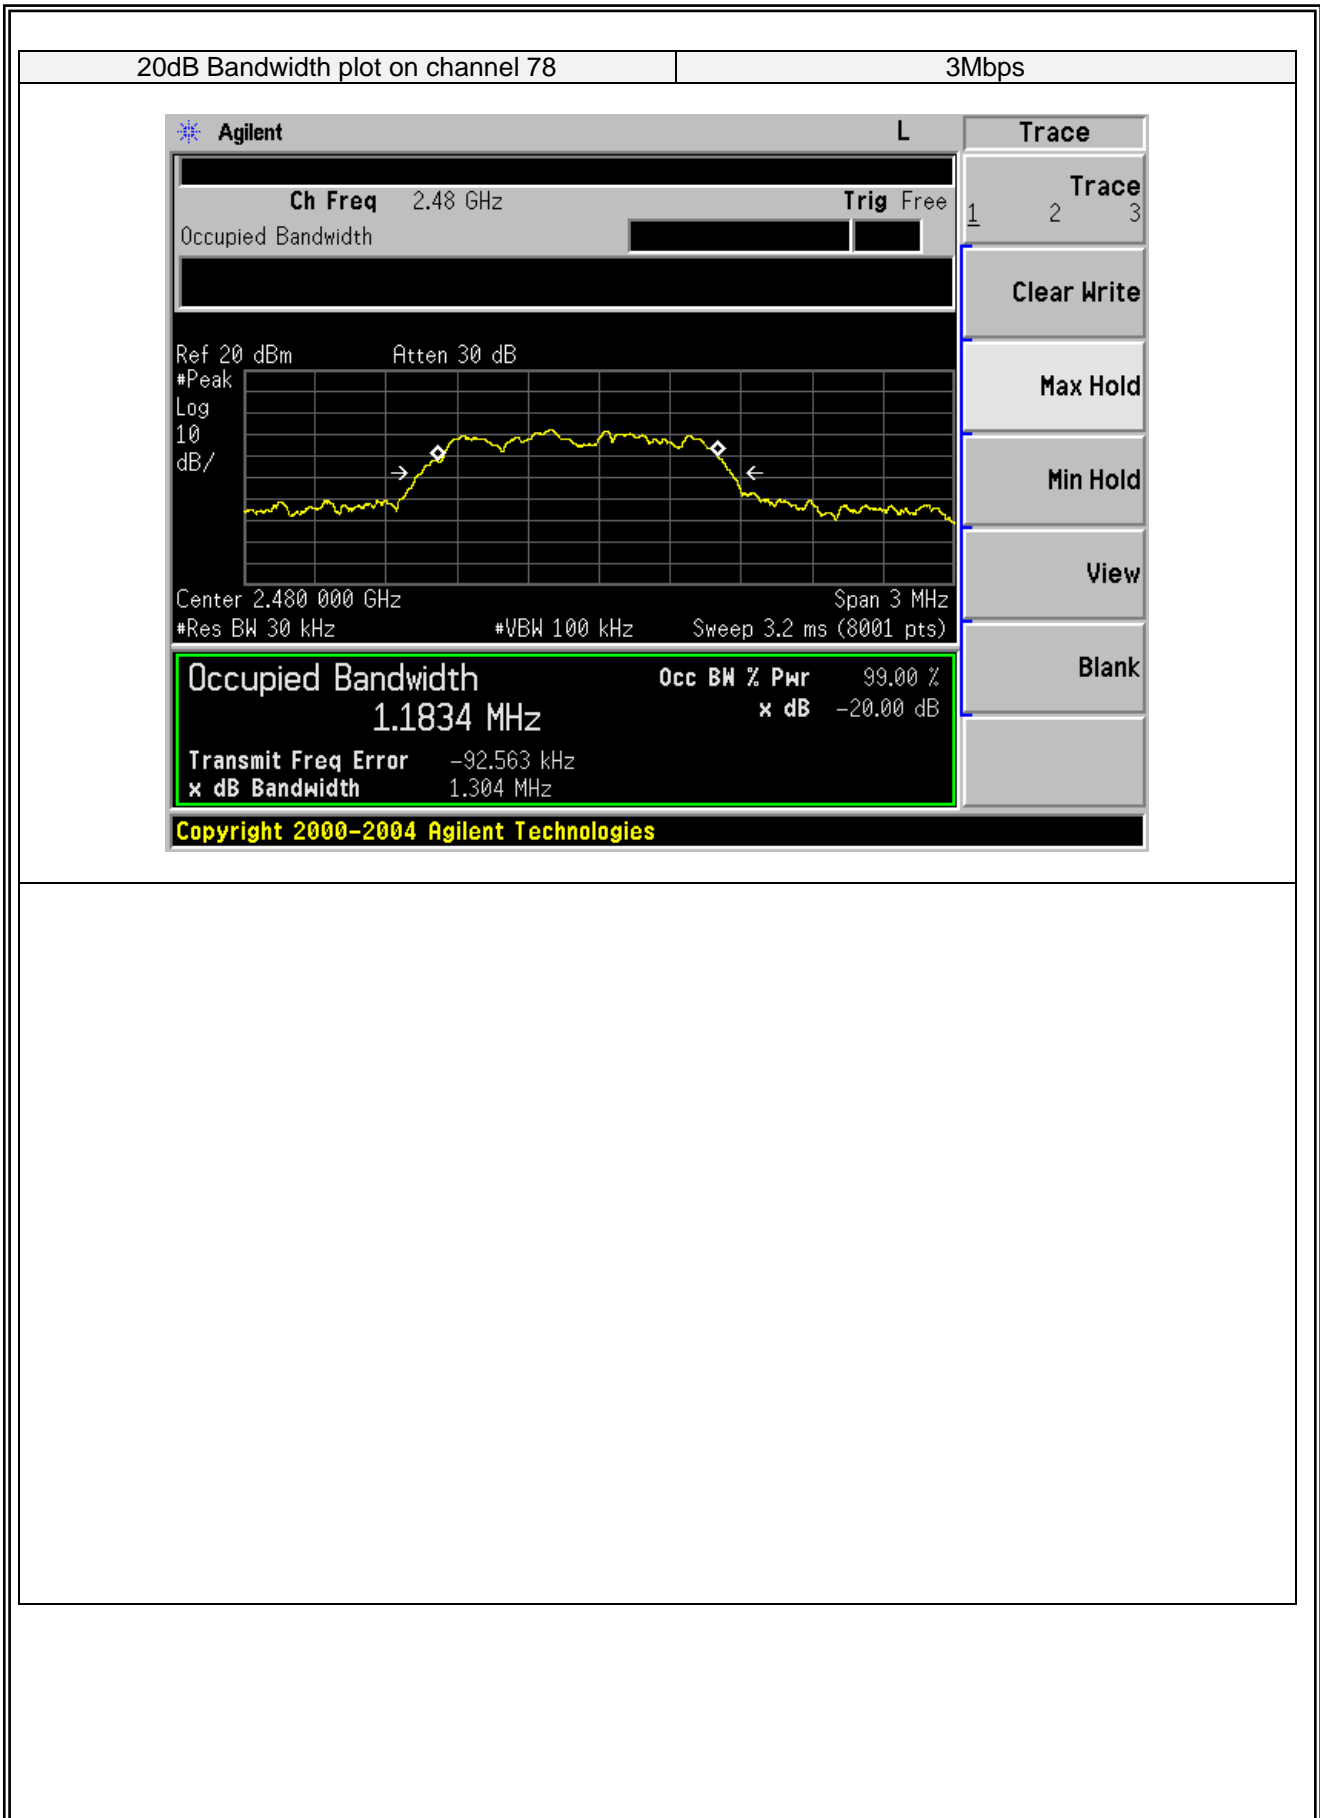 20dB Bandwidth plot on channel 78 3Mbps
Agilent L Trace
Ch Freq 2.48 GHz Trig Free
Occupied Bandwidth
Trace
1 2 3
Clear Write
Max Hold
Min Hold
View
Blank
Ref 20 dBm Atten 30 dB
#Peak
Log
10
dB/
Center 2.480 000 GHz Span 3 MHz
#Res BW 30 kHz #VBW 100 kHz Sweep 3.2 ms (8001 pts)
Occupied Bandwidth Occ BW % Pwr 99.00 %
1.1834 MHz x dB -20.00 dB
Transmit Freq Error -92.563 kHz
x dB Bandwidth 1.304 MHz
Copyright 2000-2004 Agilent Technologies